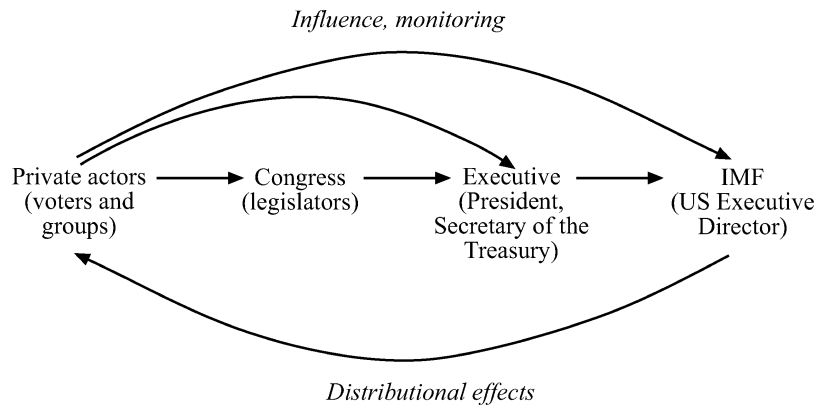 Influence, monitoring
Private actors
(voters and
groups)
Congress
(legislators)
Executive
(President,
Secretary of the
Treasury)
IMF
(US Executive
Director)
Distributional effects